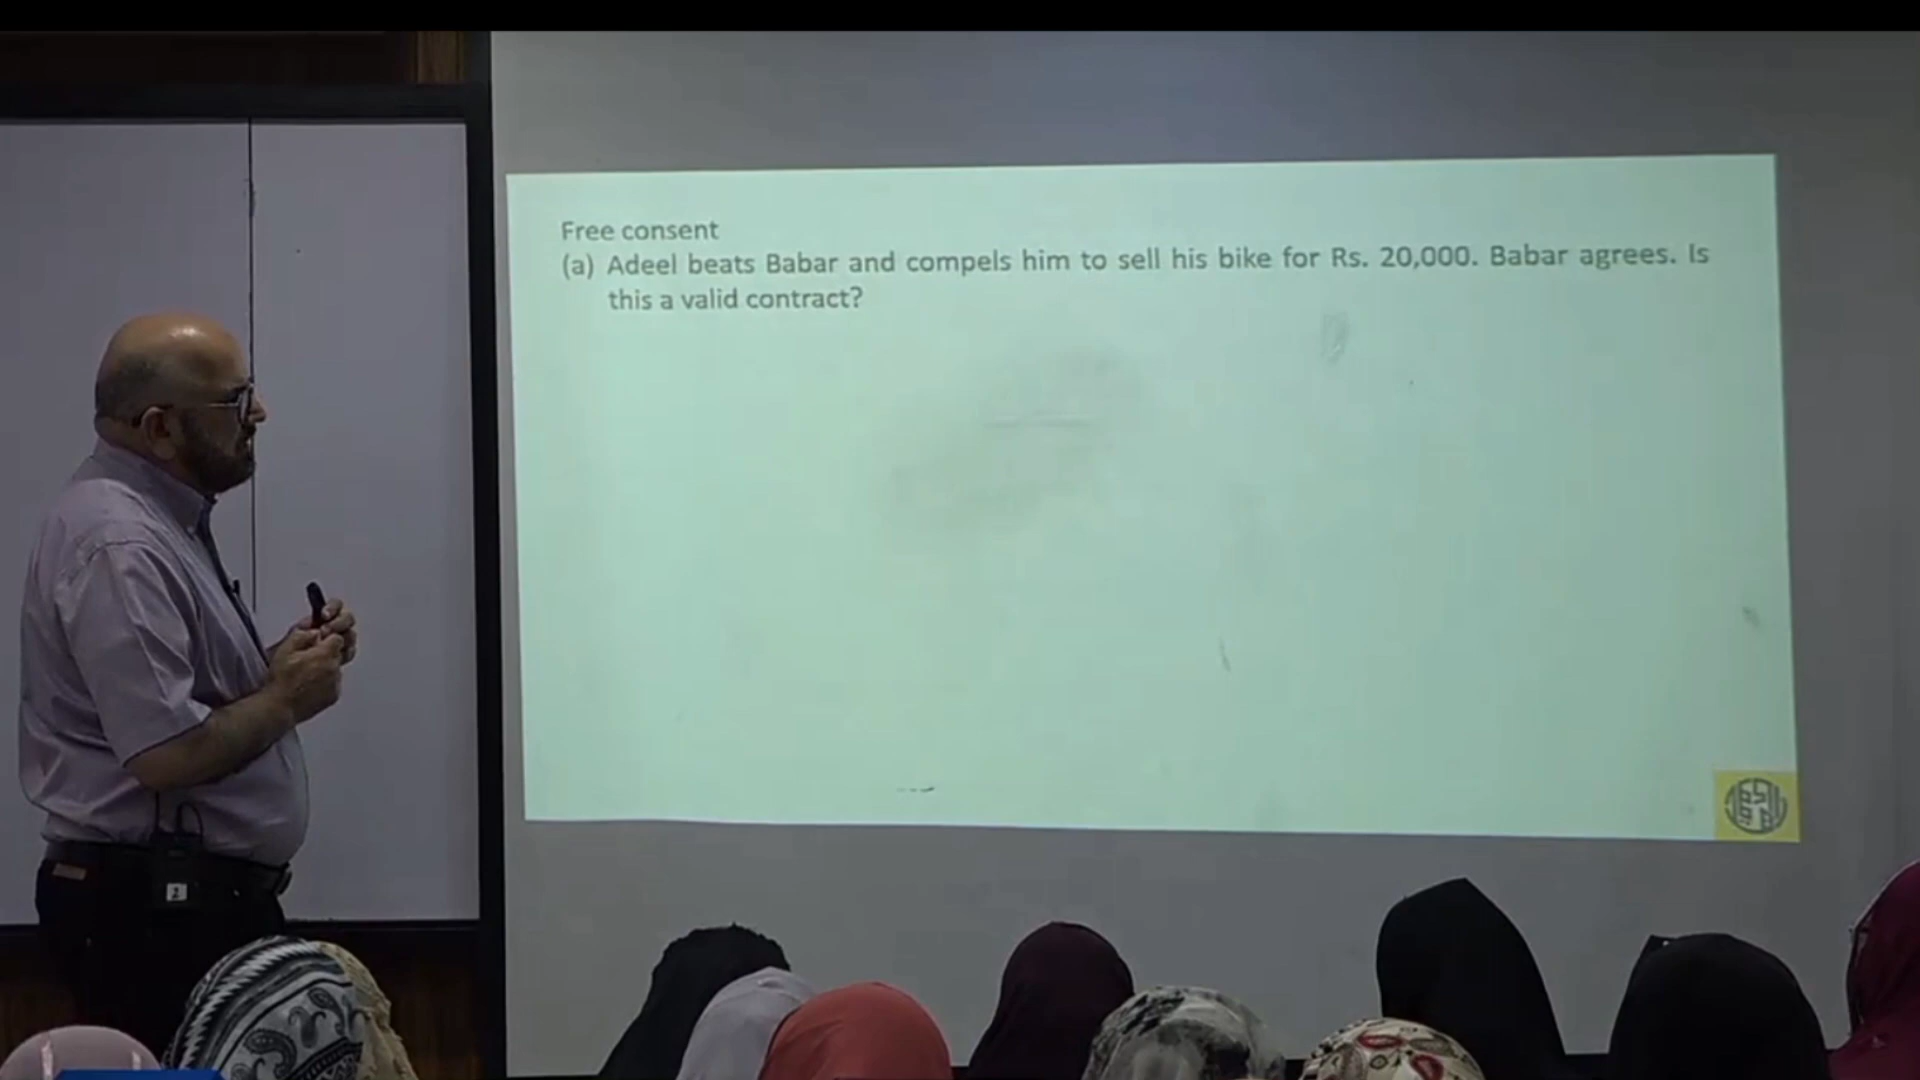 Free consent
(a) Adeel beats Babar and compels him to sell his bike for Rs. 20,000. Babar agrees. Is
this a valid contract?
2